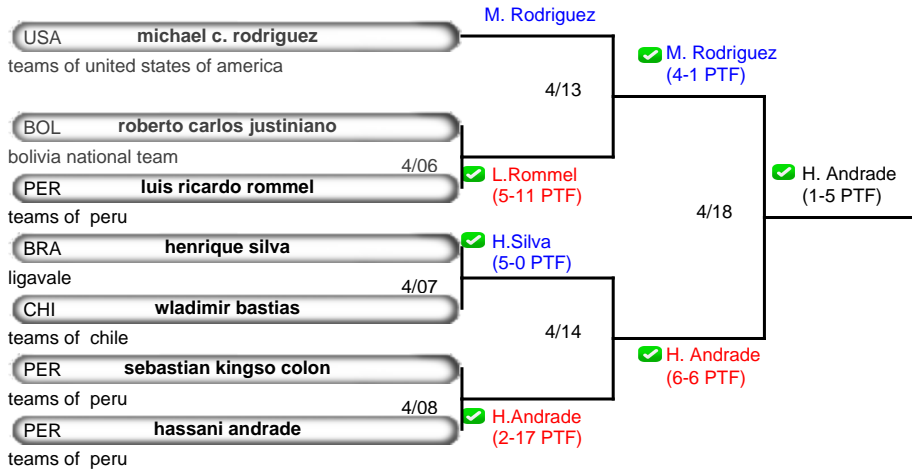 M. Rodriguez
USA michael c. rodriguez
teams of united states of america
M. Rodriguez
(4-1 PTF)
4/13
BOL roberto carlos justiniano
bolivia national team
4/06
PER luis ricardo rommel
L.Rommel
(5-11 PTF)
teams of peru
H. Andrade
(1-5 PTF)
4/18
BRA henrique silva
H.Silva
(5-0 PTF)
ligavale
4/07
CHI wladimir bastias
teams of chile
4/14
PER sebastian kingso colon
H. Andrade
(6-6 PTF)
teams of peru
4/08
PER hassani andrade
H.Andrade
(2-17 PTF)
teams of peru